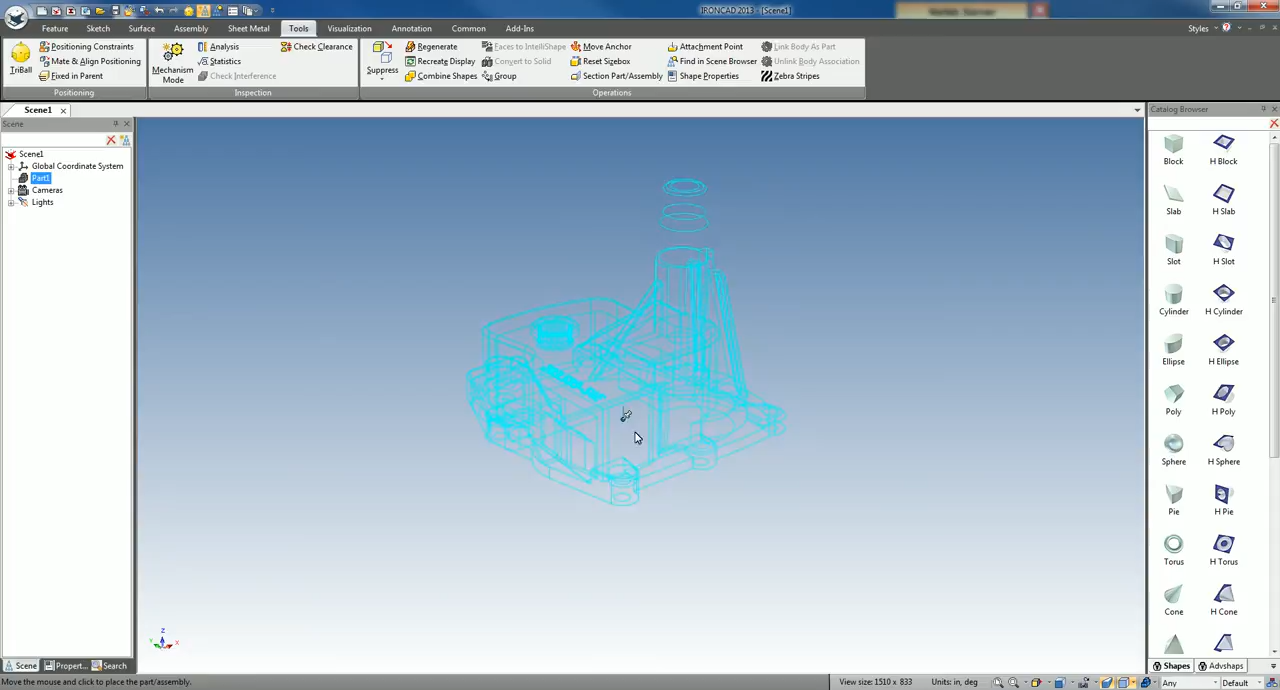 IRONCAD 2013 - [Scene1]
Feature Sketch Surface Assembly Sheet Metal Tools Visualization Annotation Common Add-Ins Styles
Positioning Constraints Analysis Check Clearance Regenerate Faces to IntelliShape Move Anchor Attachment Point Link Body As Part
TriBall Mate & Align Positioning Mechanism Mode Statistics Suppress Recreate Display Convert to Solid Reset Sizebox Find in Scene Browser Unlink Body Association
Fixed in Parent Check Interference Combine Shapes Group Section Part/Assembly Shape Properties Zebra Stripes
Positioning Inspection Operations
Scene1
Scene
Catalog Browser
Scene1
Global Coordinate System
Part1
Cameras
Lights
Block H Block
Slab H Slab
Slot H Slot
Cylinder H Cylinder
Ellipse H Ellipse
Poly H Poly
Sphere H Sphere
Pie H Pie
Torus H Torus
Cone H Cone
Z
Y X
Scene Propert... Search
Shapes Advshaps
Move the mouse and click to place the part/assembly.
View size: 1510 x 833 Units: in, deg Any Default